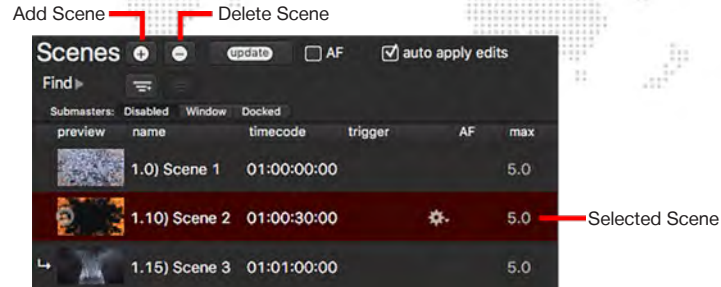 Add Scene Delete Scene
Scenes update AF auto apply edits
Find
Submasters: Disabled Window Docked
preview name timecode trigger AF max
1.0) Scene 1 01:00:00:00 5.0
1.10) Scene 2 01:00:30:00 5.0 Selected Scene
1.15) Scene 3 01:01:00:00 5.0